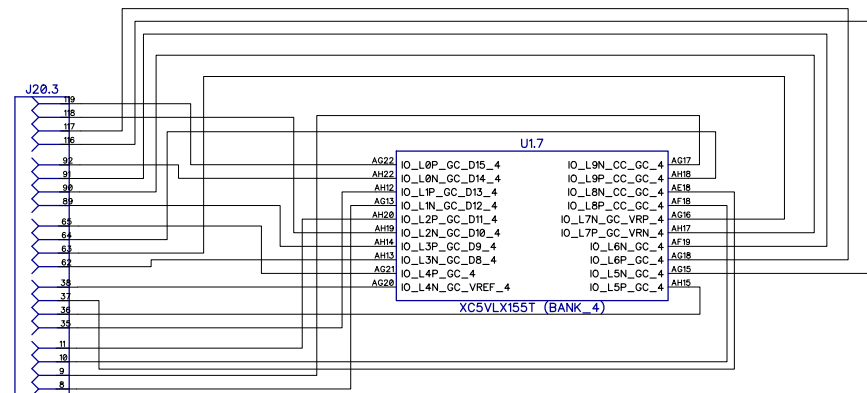 J20.3
119
118
117
116
92
91
90
89
65
64
63
62
38
37
36
35
11
10
9
8
U1.7
AG22 IO_L0P_GC_D15_4 IO_L9N_CC_GC_4 AG17
AH22 IO_L0N_GC_D14_4 IO_L9P_CC_GC_4 AH18
AH12 IO_L1P_GC_D13_4 IO_L8N_CC_GC_4 AE18
AG13 IO_L1N_GC_D12_4 IO_L8P_CC_GC_4 AF18
AH20 IO_L2P_GC_D11_4 IO_L7N_GC_VRP_4 AG16
AH19 IO_L2N_GC_D10_4 IO_L7P_GC_VRN_4 AH17
AH14 IO_L3P_GC_D9_4 IO_L6N_GC_4 AF19
AH13 IO_L3N_GC_D8_4 IO_L6P_GC_4 AG18
AG21 IO_L4P_GC_4 IO_L5N_GC_4 AG15
AG20 IO_L4N_GC_VREF_4 IO_L5P_GC_4 AH15
XC5VLX155T (BANK_4)